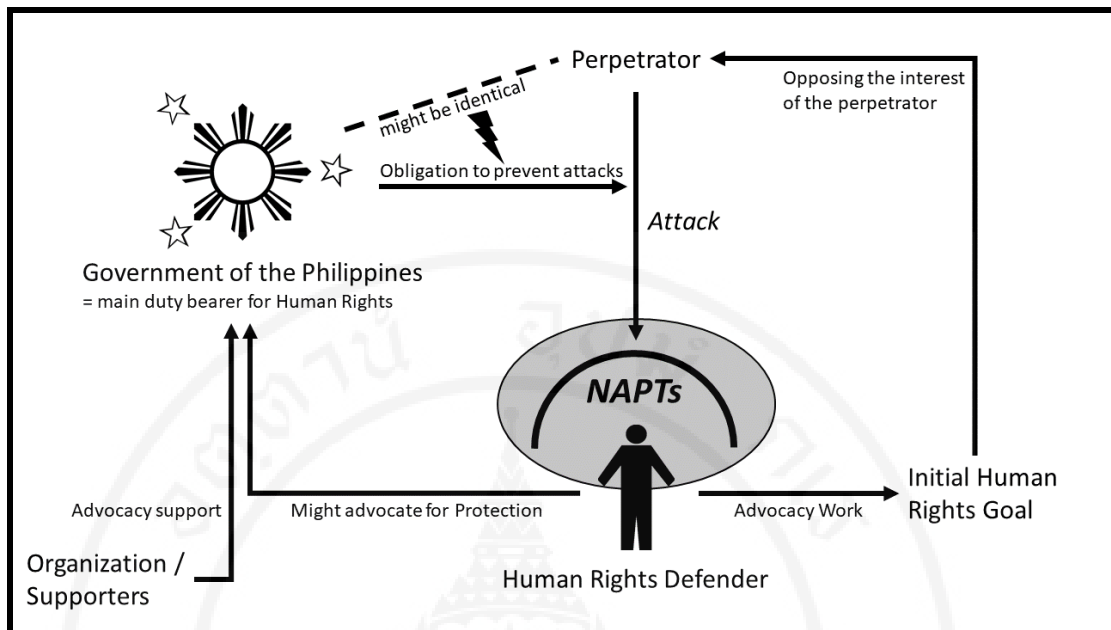 Perpetrator
Opposing the interest
of the perpetrator
might be identical
Obligation to prevent attacks
Attack
Government of the Philippines
= main duty bearer for Human Rights
NAPTs
Initial Human
Rights Goal
Advocacy support
Might advocate for Protection
Advocacy Work
Organization /
Supporters
Human Rights Defender